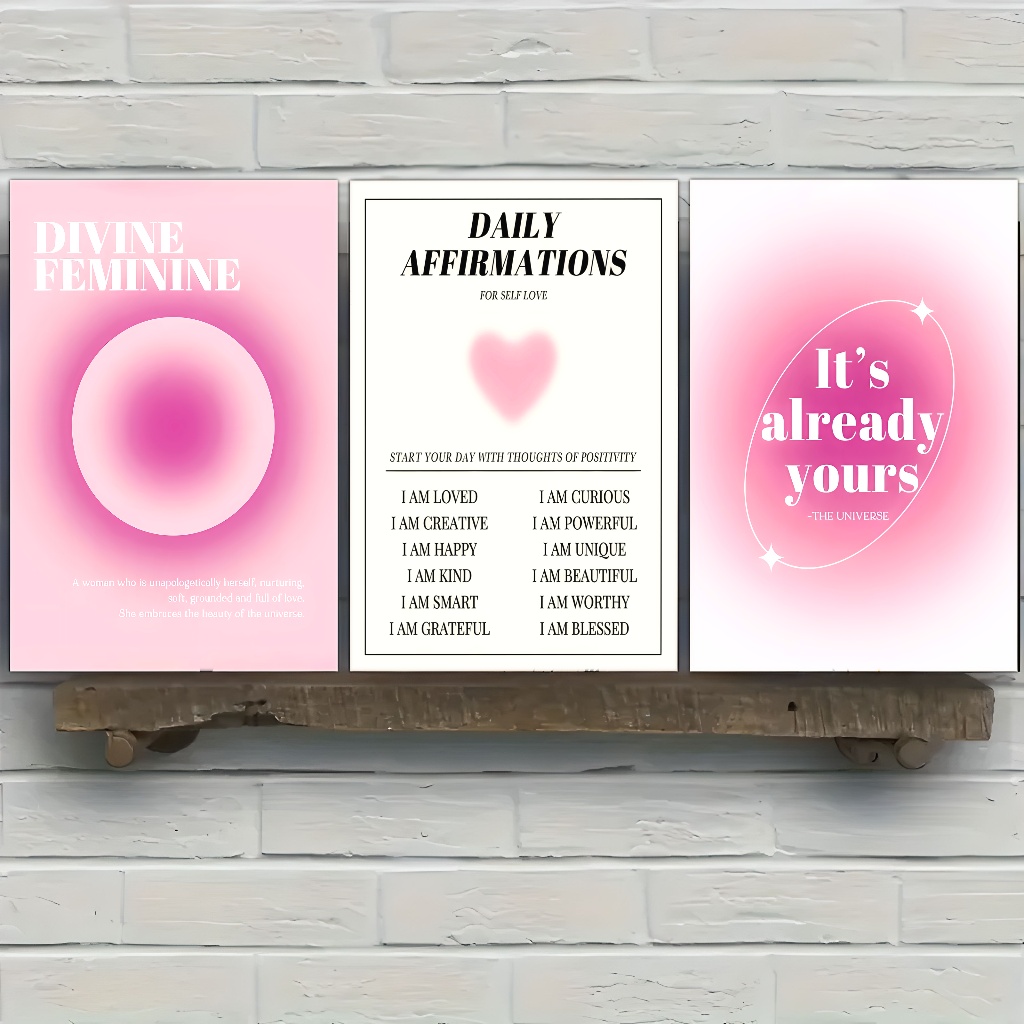 DIVINE
FEMININE
A woman who is unapologetically herself, nurturing,
soft, grounded and full of love.
She embraces the beauty of the universe.
DAILY
AFFIRMATIONS
FOR SELF LOVE
START YOUR DAY WITH THOUGHTS OF POSITIVITY
I AM LOVED
I AM CREATIVE
I AM HAPPY
I AM KIND
I AM SMART
I AM GRATEFUL
I AM CURIOUS
I AM POWERFUL
I AM UNIQUE
I AM BEAUTIFUL
I AM WORTHY
I AM BLESSED
It’s
already
yours
-THE UNIVERSE